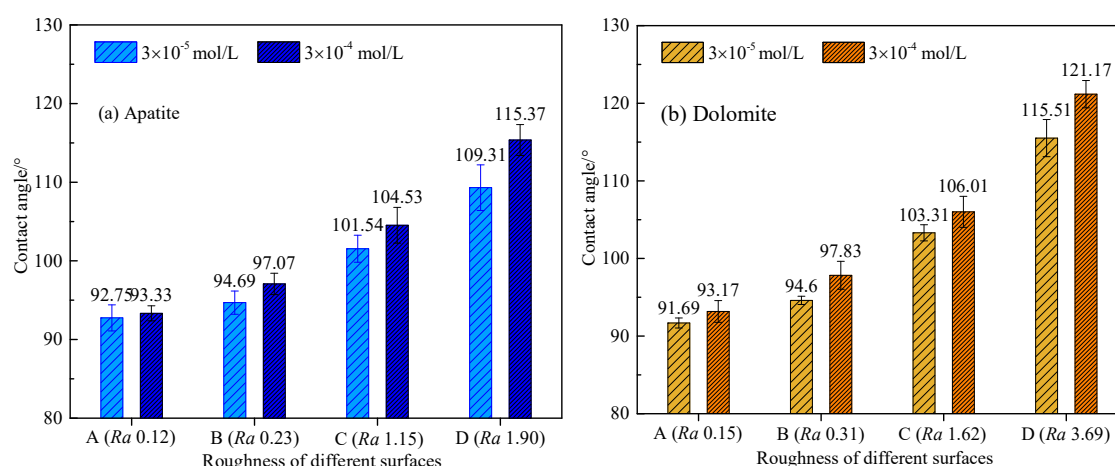 130
120
110
100
90
80
Contact angle/°
3×10⁻⁵ mol/L
3×10⁻⁴ mol/L
(a) Apatite
92.75
93.33
94.69
97.07
101.54
104.53
109.31
115.37
A (Ra 0.12)
B (Ra 0.23)
C (Ra 1.15)
D (Ra 1.90)
Roughness of different surfaces
130
120
110
100
90
80
Contact angle/°
3×10⁻⁵ mol/L
3×10⁻⁴ mol/L
(b) Dolomite
91.69
93.17
94.6
97.83
103.31
106.01
115.51
121.17
A (Ra 0.15)
B (Ra 0.31)
C (Ra 1.62)
D (Ra 3.69)
Roughness of different surfaces